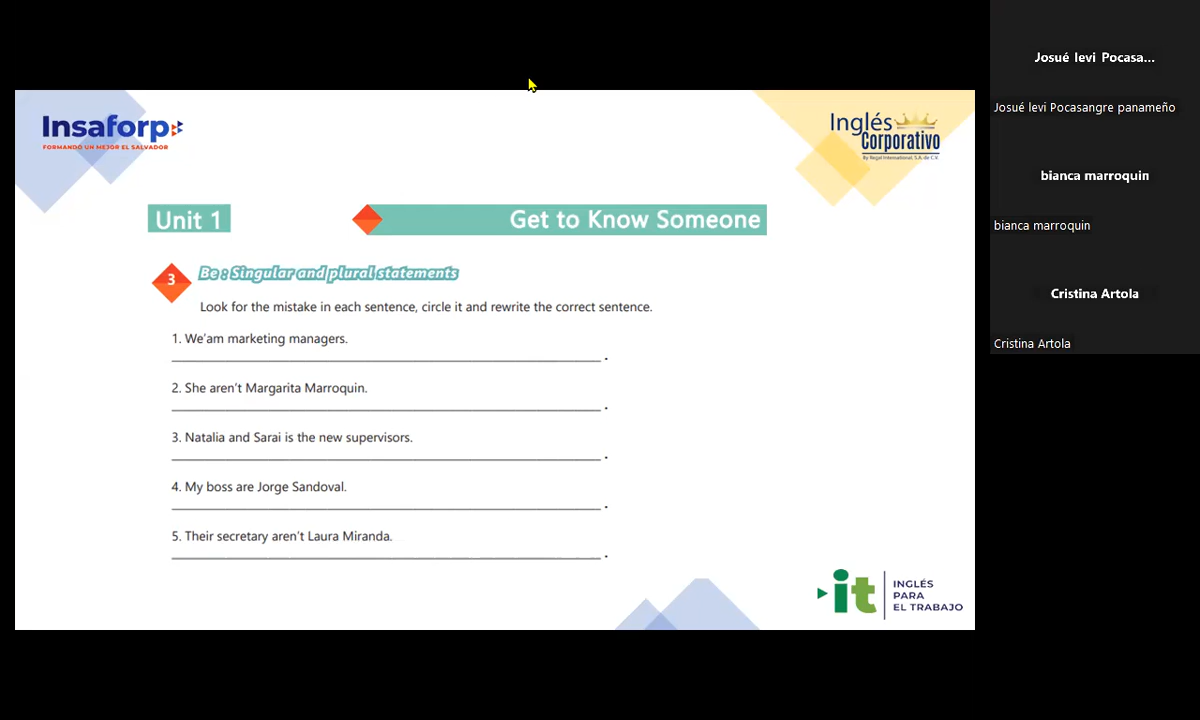 Insaforp
FORMANDO UN MEJOR EL SALVADOR
Inglés
Corporativo
By Regal International, S.A. de C.V.
Unit 1
Get to Know Someone
3
Be : Singular and plural statements
Look for the mistake in each sentence, circle it and rewrite the correct sentence.
1. We'am marketing managers.
2. She aren't Margarita Marroquin.
3. Natalia and Sarai is the new supervisors.
4. My boss are Jorge Sandoval.
5. Their secretary aren't Laura Miranda.
it
INGLÉS
PARA
EL TRABAJO
Josué levi Pocasa...
Josué levi Pocasangre panameño
bianca marroquin
bianca marroquin
Cristina Artola
Cristina Artola